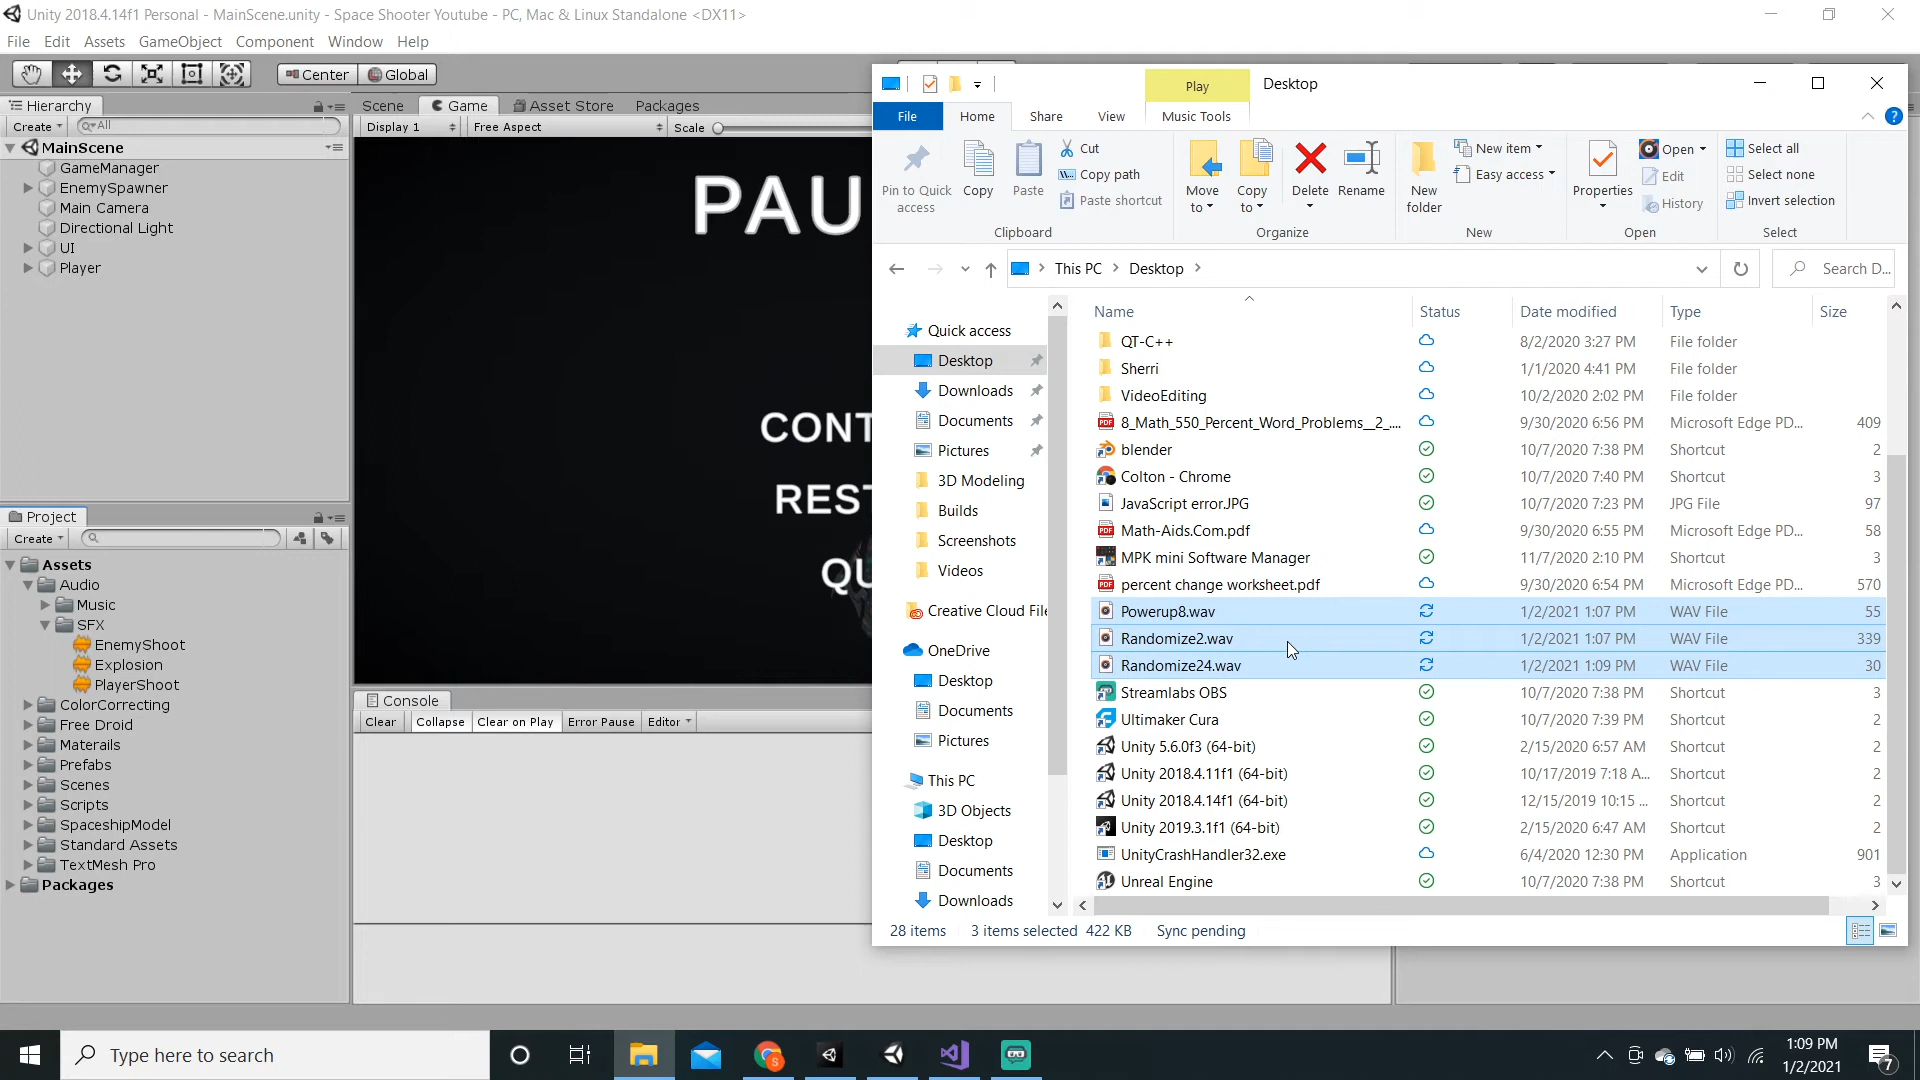 Unity 2018.4.14f1 Personal - MainScene.unity - Space Shooter Youtube - PC, Mac & Linux Standalone <DX11>
File Edit Assets GameObject Component Window Help
Center Global
Hierarchy
Create All
MainScene
GameManager
EnemySpawner
Main Camera
Directional Light
UI
Player
Scene Game Asset Store Packages
Display 1 Free Aspect Scale
PAU
CONT
REST
QU
Project
Create
Assets
Audio
Music
SFX
EnemyShoot
Explosion
PlayerShoot
ColorCorrecting
Free Droid
Materails
Prefabs
Scenes
Scripts
SpaceshipModel
Standard Assets
TextMesh Pro
Packages
Console
Clear Collapse Clear on Play Error Pause Editor
Play Desktop
File Home Share View Music Tools
Pin to Quick access
Copy
Paste
Cut
Copy path
Paste shortcut
Clipboard
Move to
Copy to
Delete
Rename
Organize
New folder
New item
Easy access
New
Properties
Open
Edit
History
Open
Select all
Select none
Invert selection
Select
This PC Desktop Search D...
Quick access
Desktop
Downloads
Documents
Pictures
3D Modeling
Builds
Screenshots
Videos
Creative Cloud File
OneDrive
Desktop
Documents
Pictures
This PC
3D Objects
Desktop
Documents
Downloads
Name Status Date modified Type Size
QT-C++ 8/2/2020 3:27 PM File folder
Sherri 1/1/2020 4:41 PM File folder
VideoEditing 10/2/2020 2:02 PM File folder
8_Math_550_Percent_Word_Problems__2_.... 9/30/2020 6:56 PM Microsoft Edge PD... 409
blender 10/7/2020 7:38 PM Shortcut 2
Colton - Chrome 10/7/2020 7:40 PM Shortcut 3
JavaScript error.JPG 10/7/2020 7:23 PM JPG File 97
Math-Aids.Com.pdf 9/30/2020 6:55 PM Microsoft Edge PD... 58
MPK mini Software Manager 11/7/2020 2:10 PM Shortcut 3
percent change worksheet.pdf 9/30/2020 6:54 PM Microsoft Edge PD... 570
Powerup8.wav 1/2/2021 1:07 PM WAV File 55
Randomize2.wav 1/2/2021 1:07 PM WAV File 339
Randomize24.wav 1/2/2021 1:09 PM WAV File 30
Streamlabs OBS 10/7/2020 7:38 PM Shortcut 3
Ultimaker Cura 10/7/2020 7:39 PM Shortcut 2
Unity 5.6.0f3 (64-bit) 2/15/2020 6:57 AM Shortcut 2
Unity 2018.4.11f1 (64-bit) 10/17/2019 7:18 A... Shortcut 2
Unity 2018.4.14f1 (64-bit) 12/15/2019 10:15 ... Shortcut 2
Unity 2019.3.1f1 (64-bit) 2/15/2020 6:47 AM Shortcut 2
UnityCrashHandler32.exe 6/4/2020 12:30 PM Application 901
Unreal Engine 10/7/2020 7:38 PM Shortcut 3
28 items 3 items selected 422 KB Sync pending
Type here to search
1:09 PM
1/2/2021
7